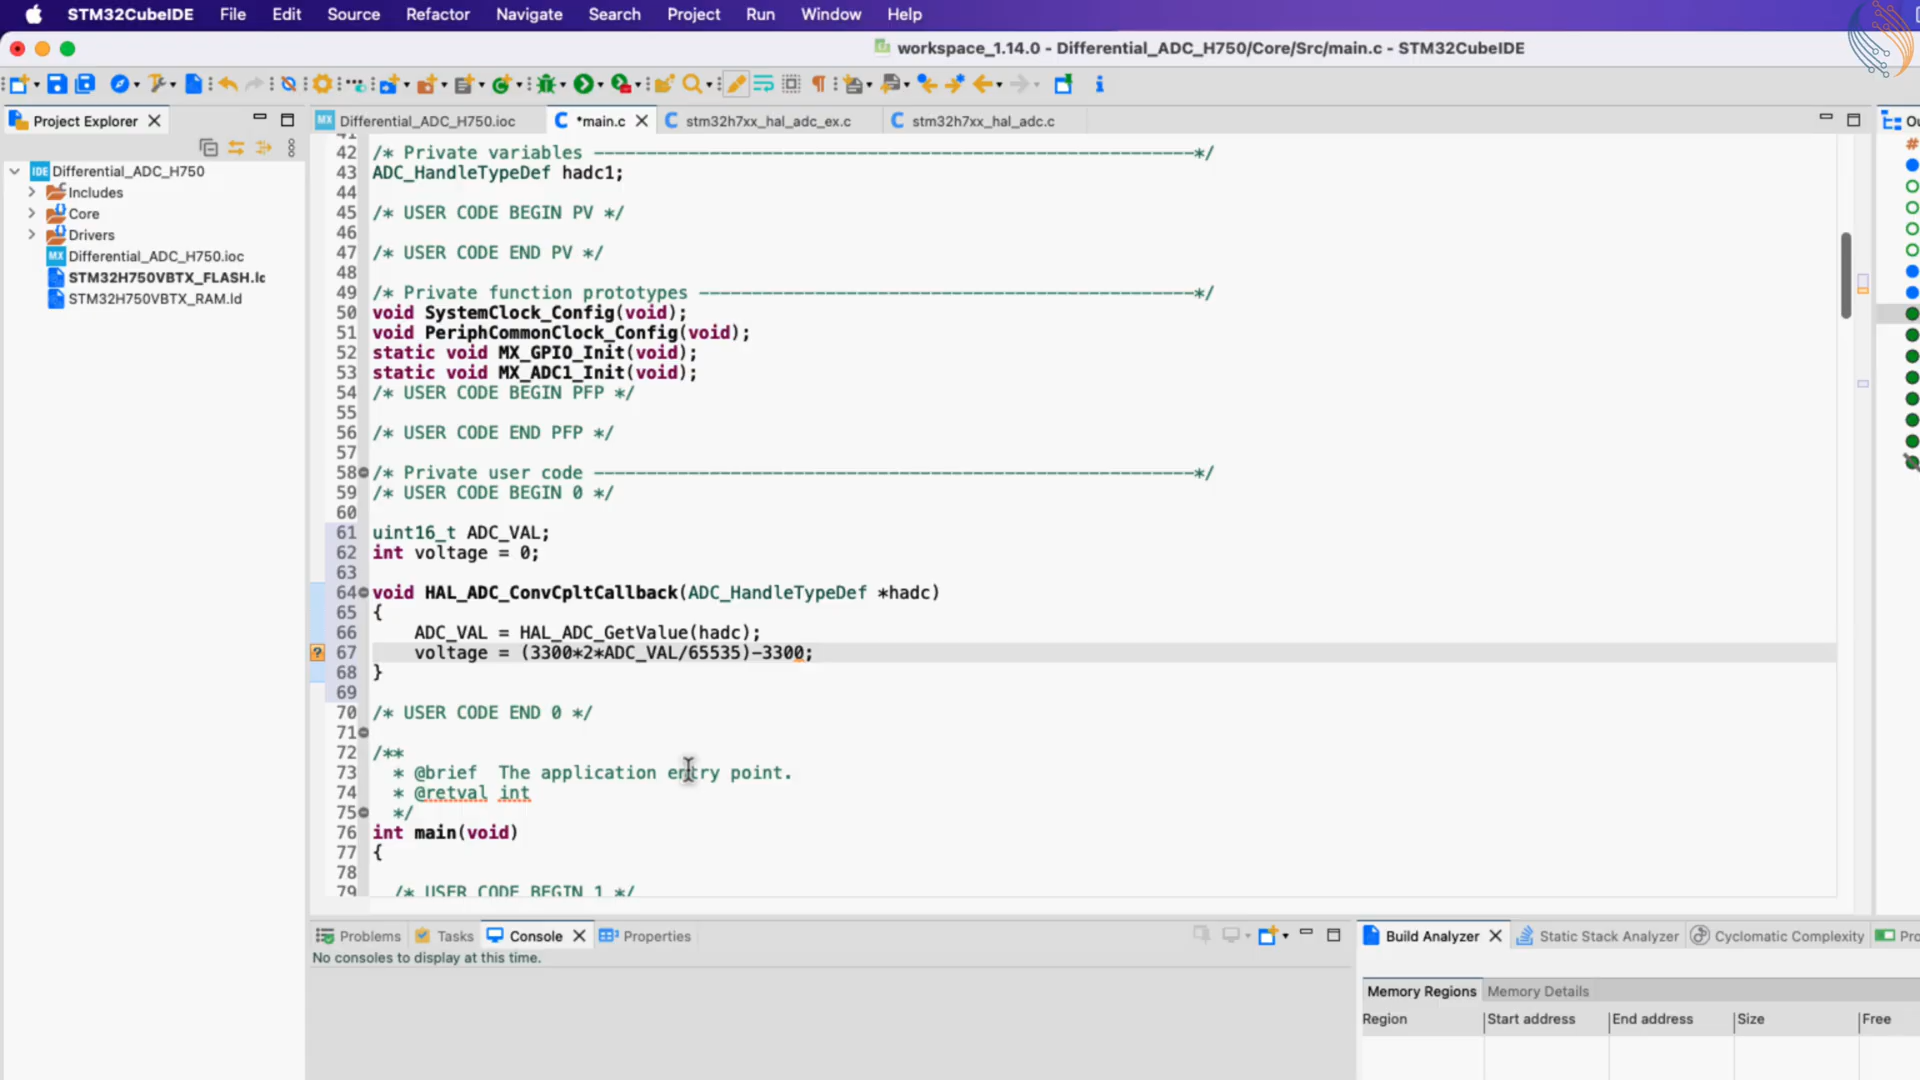 STM32CubeIDE File Edit Source Refactor Navigate Search Project Run Window Help
workspace_1.14.0 - Differential_ADC_H750/Core/Src/main.c - STM32CubeIDE
Project Explorer
Differential_ADC_H750.ioc *main.c stm32h7xx_hal_adc_ex.c stm32h7xx_hal_adc.c
IDE Differential_ADC_H750
Includes
Core
Drivers
MX Differential_ADC_H750.ioc
STM32H750VBTX_FLASH.lc
STM32H750VBTX_RAM.ld
41
42 /* Private variables ---------------------------------------------------------*/
43 ADC_HandleTypeDef hadc1;
44
45 /* USER CODE BEGIN PV */
46
47 /* USER CODE END PV */
48
49 /* Private function prototypes -----------------------------------------------*/
50 void SystemClock_Config(void);
51 void PeriphCommonClock_Config(void);
52 static void MX_GPIO_Init(void);
53 static void MX_ADC1_Init(void);
54 /* USER CODE BEGIN PFP */
55
56 /* USER CODE END PFP */
57
58 /* Private user code ---------------------------------------------------------*/
59 /* USER CODE BEGIN 0 */
60
61 uint16_t ADC_VAL;
62 int voltage = 0;
63
64 void HAL_ADC_ConvCpltCallback(ADC_HandleTypeDef *hadc)
65 {
66 ADC_VAL = HAL_ADC_GetValue(hadc);
67 voltage = (3300*2*ADC_VAL/65535)-3300;
68 }
69
70 /* USER CODE END 0 */
71
72 /**
73 * @brief The application entry point.
74 * @retval int
75 */
76 int main(void)
77 {
78
79 /* USER CODE BEGIN 1 */
Problems Tasks Console Properties
No consoles to display at this time.
Build Analyzer Static Stack Analyzer Cyclomatic Complexity
Memory Regions Memory Details
Region Start address End address Size Free